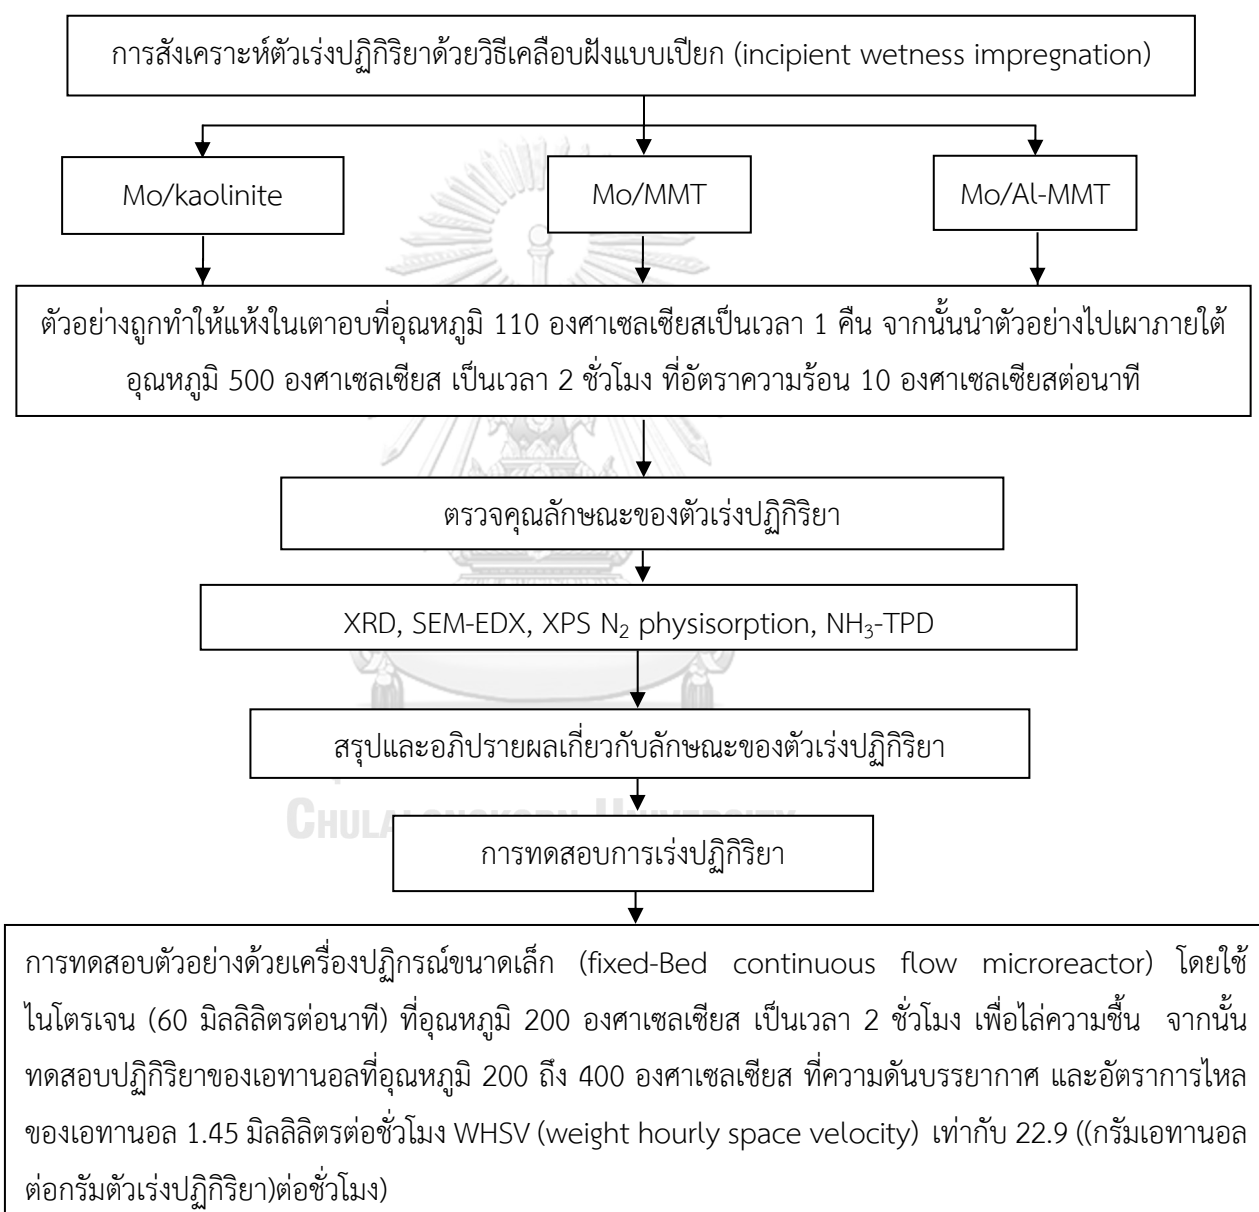 การสังเคราะห์ตัวเร่งปฏิกิริยาด้วยวิธีเคลือบฝังแบบเปียก (incipient wetness impregnation)
Mo/kaolinite
Mo/MMT
Mo/Al-MMT
ตัวอย่างถูกทำให้แห้งในเตาอบที่อุณหภูมิ 110 องศาเซลเซียสเป็นเวลา 1 คืน จากนั้นนำตัวอย่างไปเผาภายใต้
อุณหภูมิ 500 องศาเซลเซียส เป็นเวลา 2 ชั่วโมง ที่อัตราความร้อน 10 องศาเซลเซียสต่อนาที
ตรวจคุณลักษณะของตัวเร่งปฏิกิริยา
XRD, SEM-EDX, XPS N₂ physisorption, NH₃-TPD
สรุปและอภิปรายผลเกี่ยวกับลักษณะของตัวเร่งปฏิกิริยา
การทดสอบการเร่งปฏิกิริยา
การทดสอบตัวอย่างด้วยเครื่องปฏิกรณ์ขนาดเล็ก (fixed-Bed continuous flow microreactor) โดยใช้
ไนโตรเจน (60 มิลลิลิตรต่อนาที) ที่อุณหภูมิ 200 องศาเซลเซียส เป็นเวลา 2 ชั่วโมง เพื่อไล่ความชื้น จากนั้น
ทดสอบปฏิกิริยาของเอทานอลที่อุณหภูมิ 200 ถึง 400 องศาเซลเซียส ที่ความดันบรรยากาศ และอัตราการไหล
ของเอทานอล 1.45 มิลลิลิตรต่อชั่วโมง WHSV (weight hourly space velocity) เท่ากับ 22.9 ((กรัมเอทานอล
ต่อกรัมตัวเร่งปฏิกิริยา)ต่อชั่วโมง)